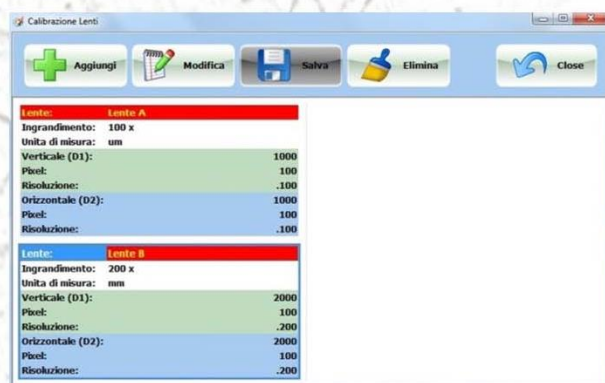 Calibrazione Lenti
Aggiungi Modifica Salva Elimina Close
Lente: Lente A
Ingrandimento: 100 x
Unita di misura: um
Verticale (D1): 1000
Pixel: 100
Risoluzione: .100
Orizzontale (D2): 1000
Pixel: 100
Risoluzione: .100
Lente: Lente B
Ingrandimento: 200 x
Unita di misura: mm
Verticale (D1): 2000
Pixel: 100
Risoluzione: .200
Orizzontale (D2): 2000
Pixel: 100
Risoluzione: .200